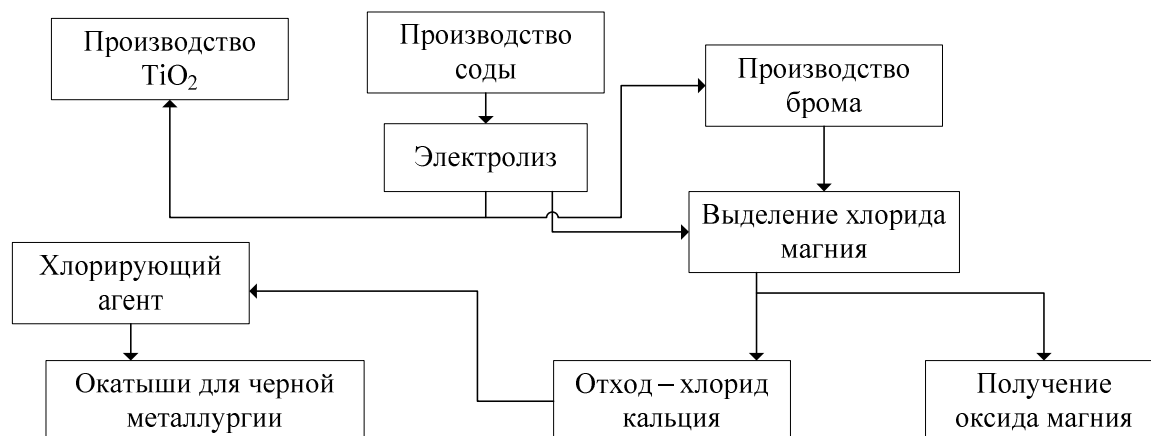 Производство
TiO₂
Производство
соды
Производство
брома
Электролиз
Выделение хлорида
магния
Хлорирующий
агент
Окатыши для черной
металлургии
Отход – хлорид
кальция
Получение
оксида магния